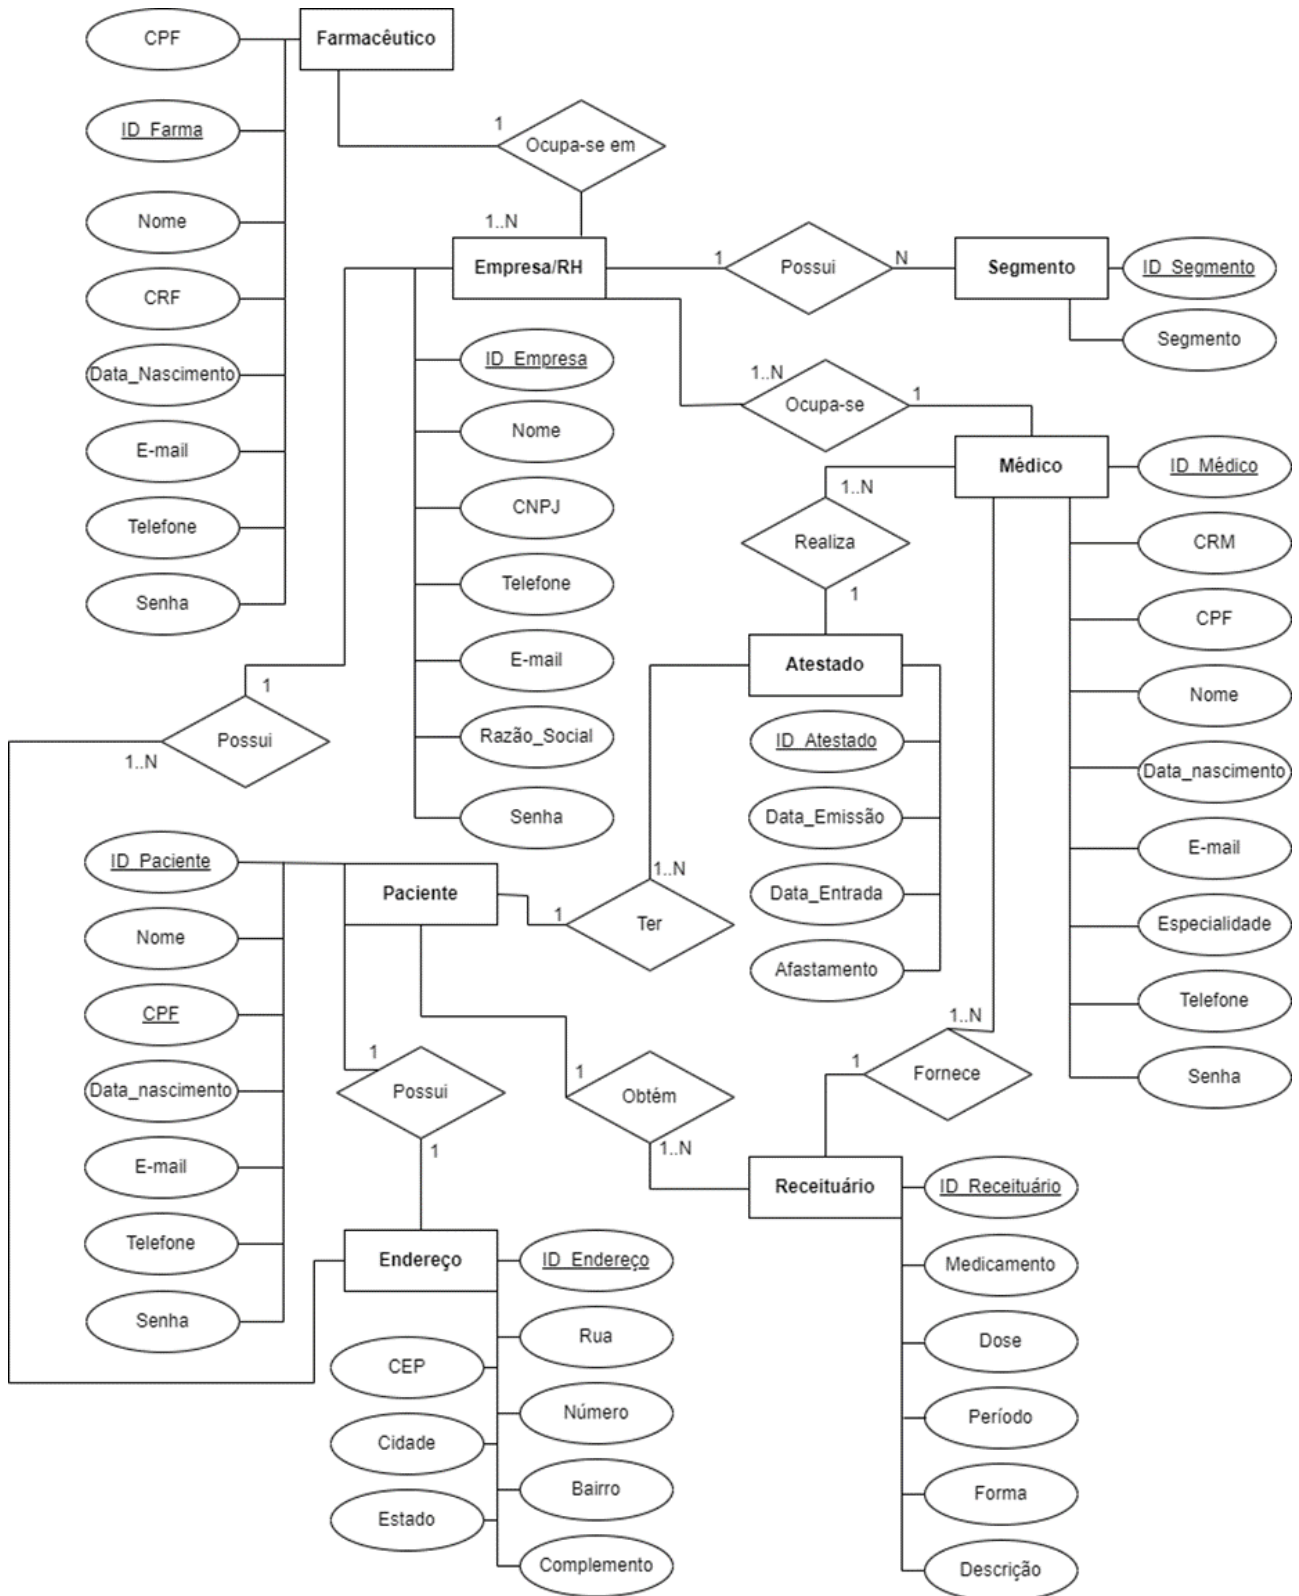 CPF
Farmacêutico
ID_Farma
1
Ocupa-se em
Nome
1..N
Empresa/RH
1
Possui
N
Segmento
ID_Segmento
CRF
Segmento
ID_Empresa
Data_Nascimento
1..N
Ocupa-se
1
Nome
E-mail
Médico
ID_Médico
1..N
CNPJ
Telefone
Realiza
CRM
Telefone
1
Senha
CPF
E-mail
Atestado
1
Nome
Possui
Razão_Social
ID_Atestado
1..N
Data_nascimento
Senha
Data_Emissão
ID_Paciente
E-mail
1..N
Paciente
Data_Entrada
1
Ter
Especialidade
Nome
Afastamento
Telefone
CPF
1..N
1
1
1
Fornece
Senha
Data_nascimento
Possui
Obtém
1
1..N
E-mail
Receituário
ID_Receituário
Telefone
Endereço
ID_Endereço
Medicamento
Senha
Rua
Dose
CEP
Número
Período
Cidade
Bairro
Forma
Estado
Complemento
Descrição